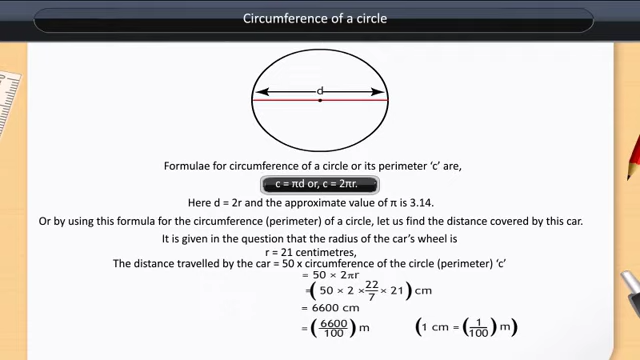 Circumference of a circle
d
Formulae for circumference of a circle or its perimeter ‘c’ are,
c = πd or, c = 2πr.
Here d = 2r and the approximate value of π is 3.14.
Or by using this formula for the circumference (perimeter) of a circle, let us find the distance covered by this car.
It is given in the question that the radius of the car’s wheel is
r = 21 centimetres,
The distance travelled by the car = 50 x circumference of the circle (perimeter) ‘c’
= 50 × 2πr
= (50 × 2 × 22/7 × 21) cm
= 6600 cm
= (6600/100) m (1 cm = (1/100) m)